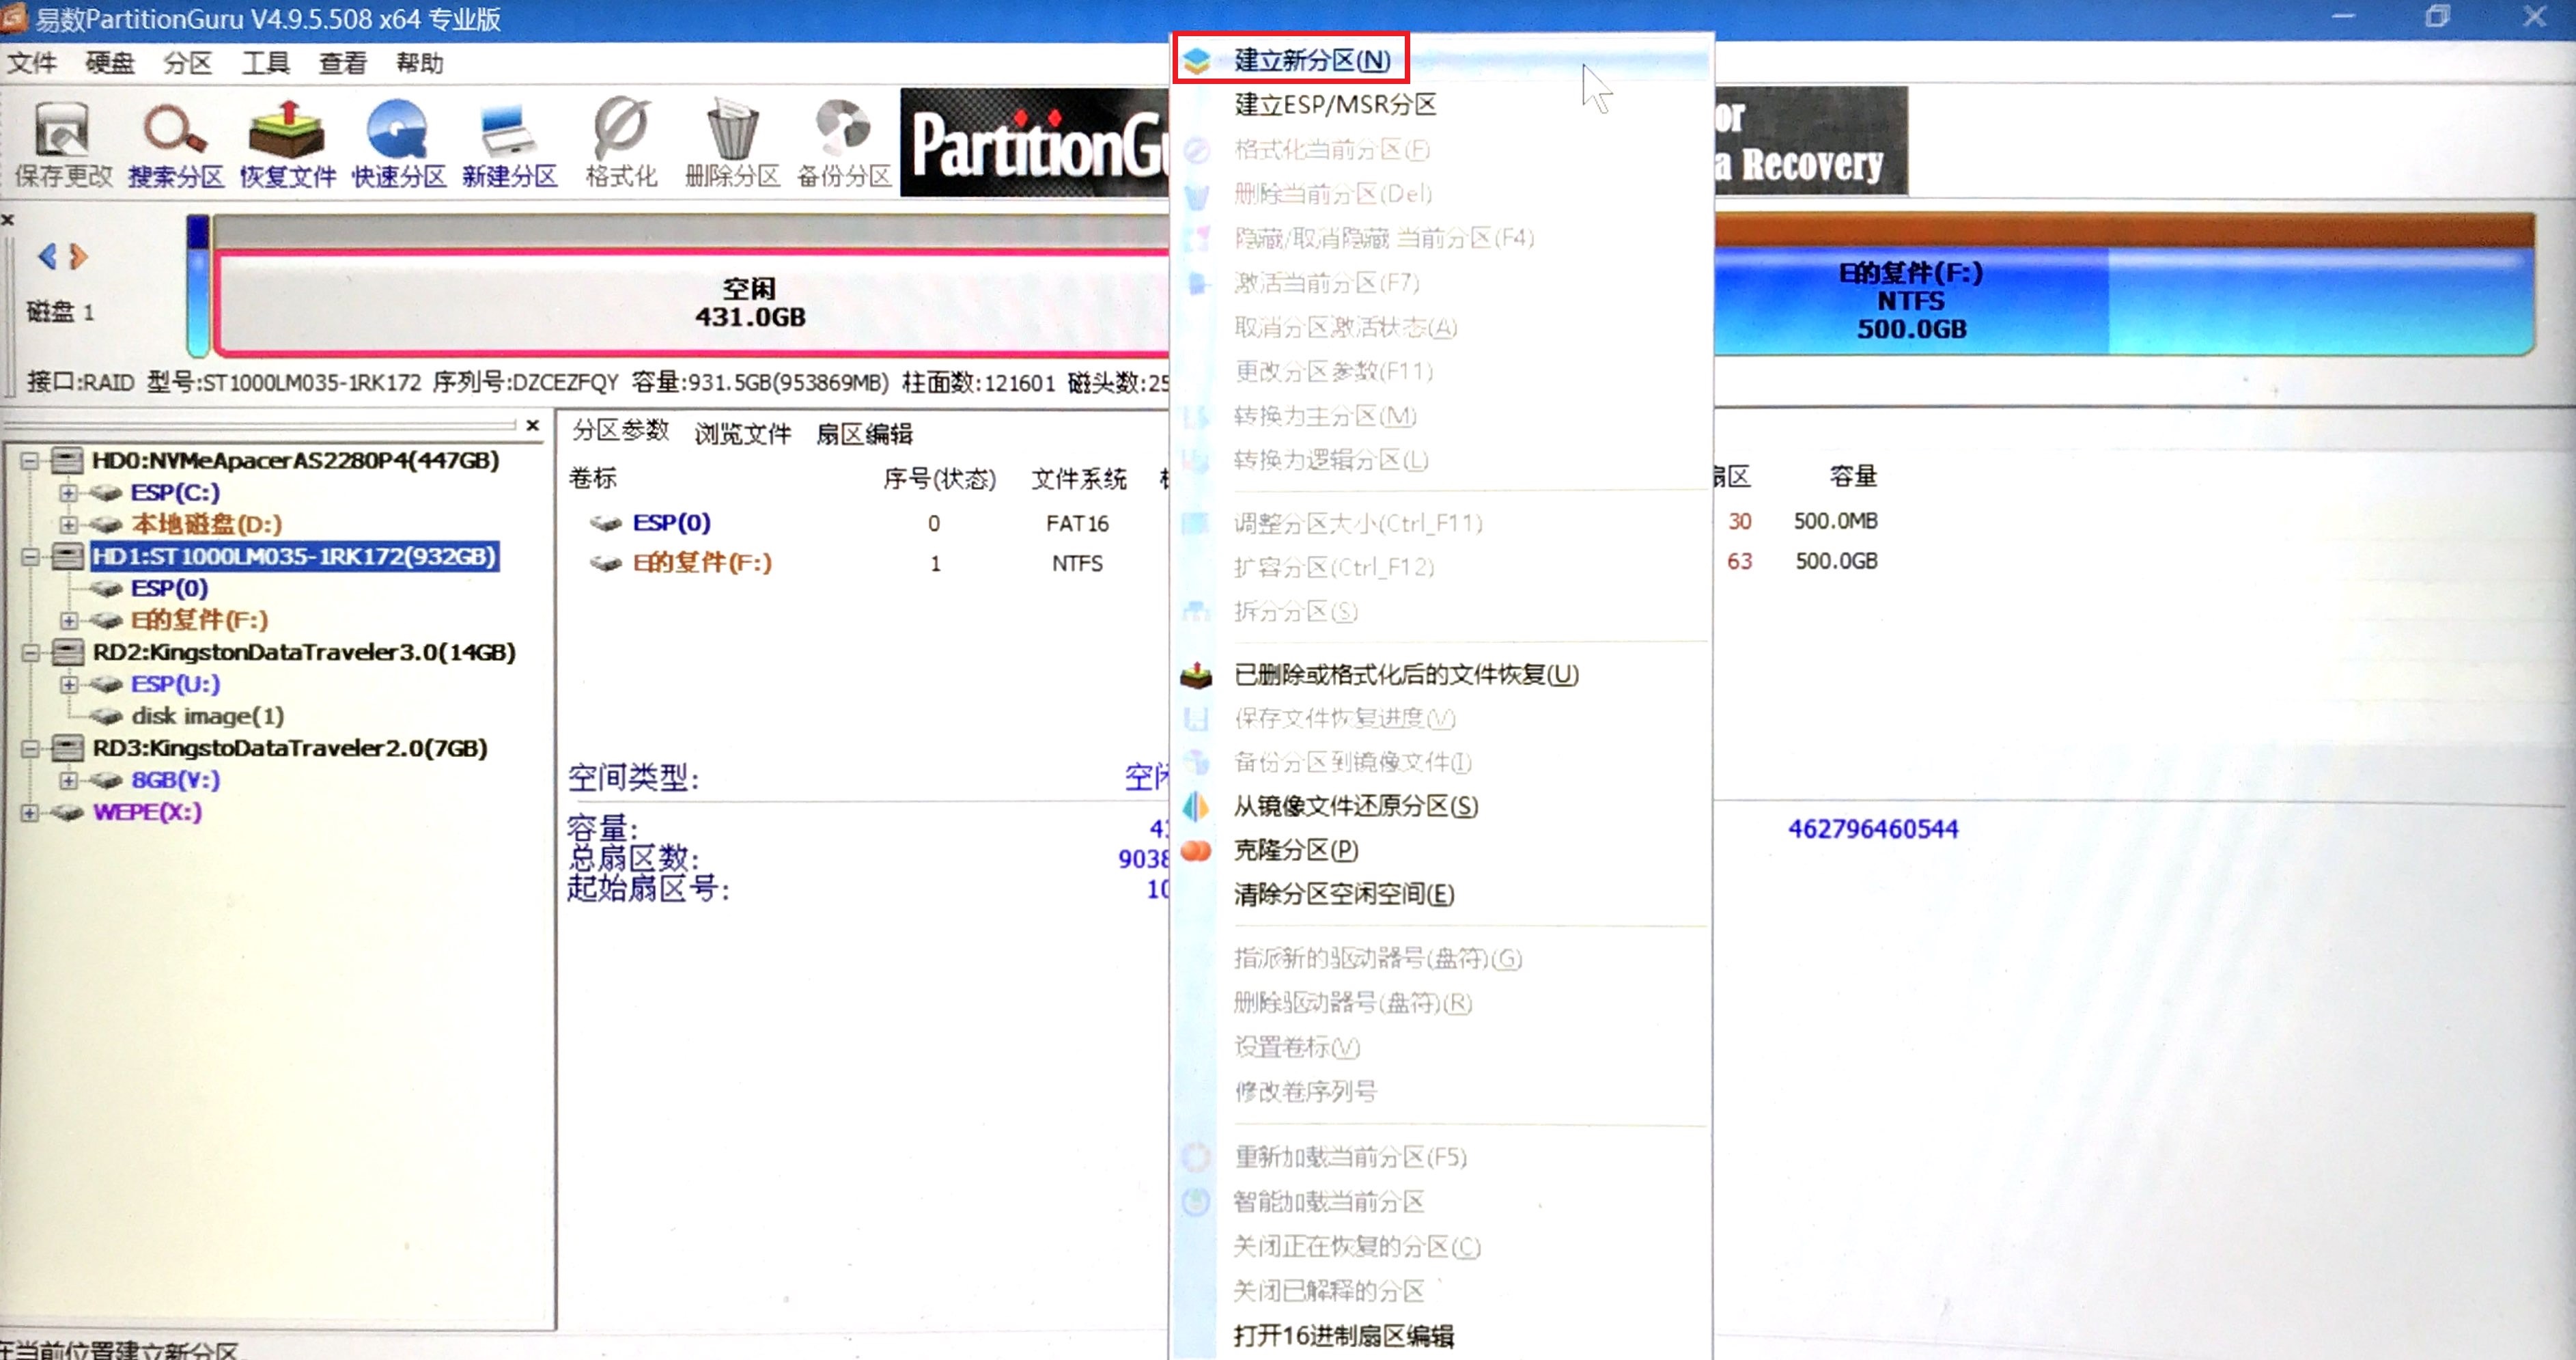 易数PartitionGuru V4.9.5.508 x64 专业版
文件 硬盘 分区 工具 查看 帮助
保存更改 搜索分区 恢复文件 快速分区 新建分区 格式化 删除分区 备份分区
PartitionGu
or
a Recovery
建立新分区(N)
建立ESP/MSR分区
格式化当前分区(F)
删除当前分区(Del)
隐藏/取消隐藏 当前分区(F4)
激活当前分区(F7)
取消分区激活状态(A)
更改分区参数(F11)
转换为主分区(M)
转换为逻辑分区(L)
调整分区大小(Ctrl_F11)
扩容分区(Ctrl_F12)
拆分分区(S)
已删除或格式化后的文件恢复(U)
保存文件恢复进度(V)
备份分区到镜像文件(I)
从镜像文件还原分区(S)
克隆分区(P)
清除分区空闲空间(E)
指派新的驱动器号(盘符)(G)
删除驱动器号(盘符)(R)
设置卷标(V)
修改卷序列号
重新加载当前分区(F5)
智能加载当前分区
关闭正在恢复的分区(C)
关闭已解释的分区
打开16进制扇区编辑
磁盘 1
空闲
431.0GB
E的复件(F:)
NTFS
500.0GB
接口:RAID 型号:ST1000LM035-1RK172 序列号:DZCEZFQY 容量:931.5GB(953869MB) 柱面数:121601 磁头数:25
HD0:NVMeApacerAS2280P4(447GB)
ESP(C:)
本地磁盘(D:)
HD1:ST1000LM035-1RK172(932GB)
ESP(0)
E的复件(F:)
RD2:KingstonDataTraveler3.0(14GB)
ESP(U:)
disk image(1)
RD3:KingstoDataTraveler2.0(7GB)
8GB(V:)
WEPE(X:)
分区参数 浏览文件 扇区编辑
卷标 序号(状态) 文件系统 扇区 容量
ESP(0) 0 FAT16 30 500.0MB
E的复件(F:) 1 NTFS 63 500.0GB
空间类型: 空闲
容量: 43 462796460544
总扇区数: 9038
起始扇区号: 10
在当前位置建立新分区。